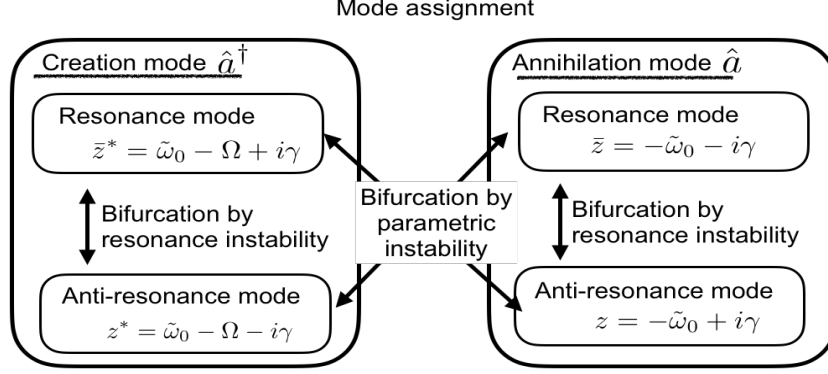 Mode assignment
Creation mode â†
Resonance mode
z̄* = ω̃₀ − Ω + iγ
Bifurcation by
resonance instability
Anti-resonance mode
z* = ω̃₀ − Ω − iγ
Bifurcation by
parametric
instability
Annihilation mode â
Resonance mode
z̄ = −ω̃₀ − iγ
Bifurcation by
resonance instability
Anti-resonance mode
z = −ω̃₀ + iγ